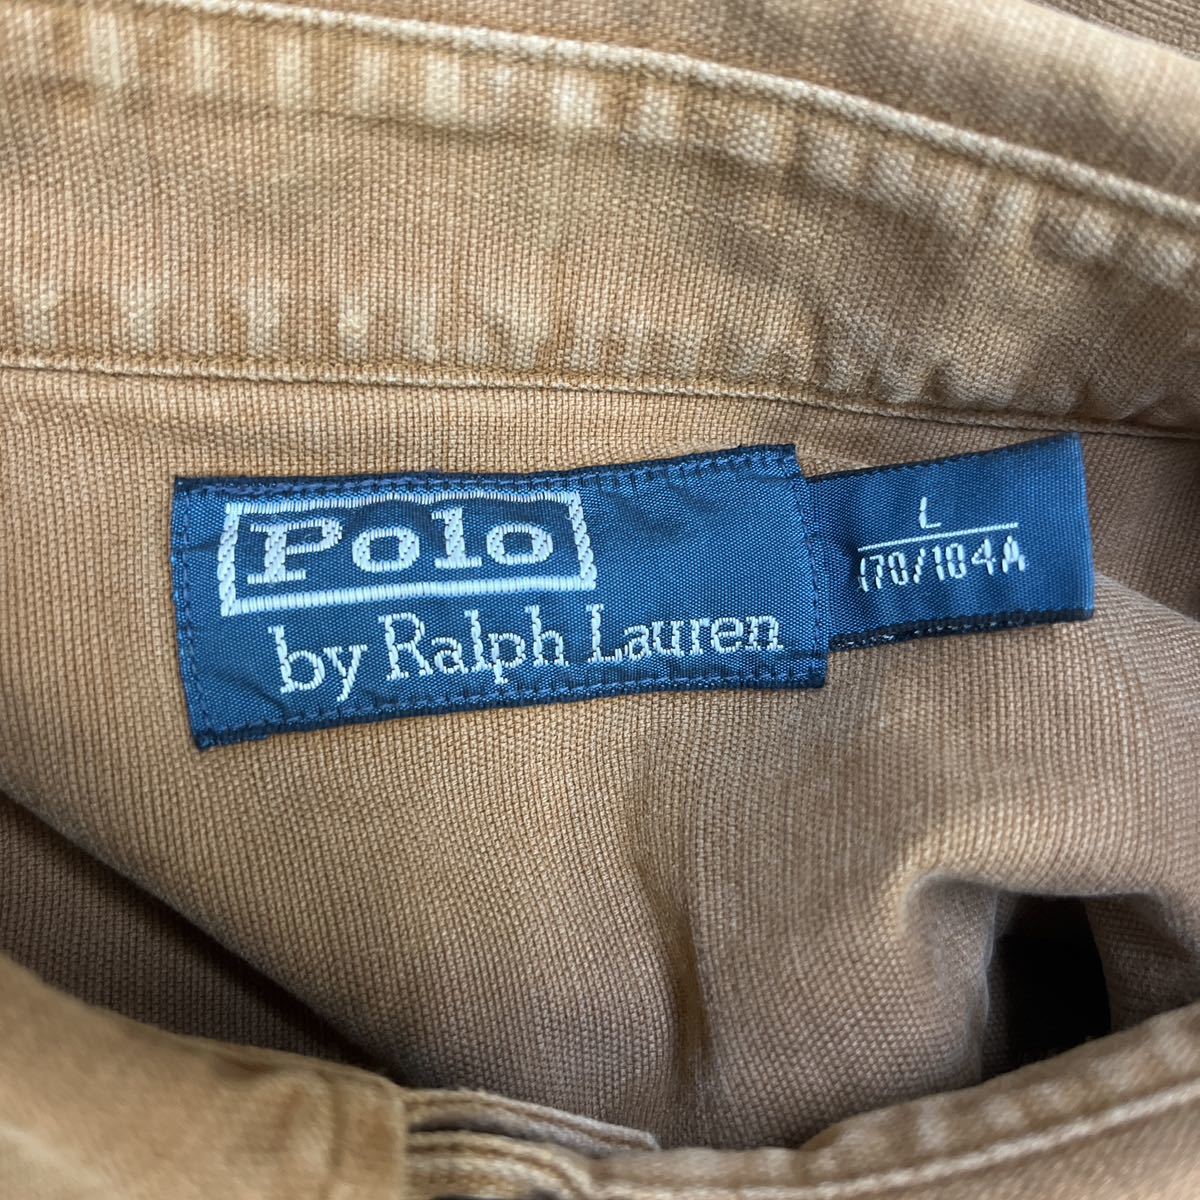 Polo
by Ralph Lauren
L
170/104A